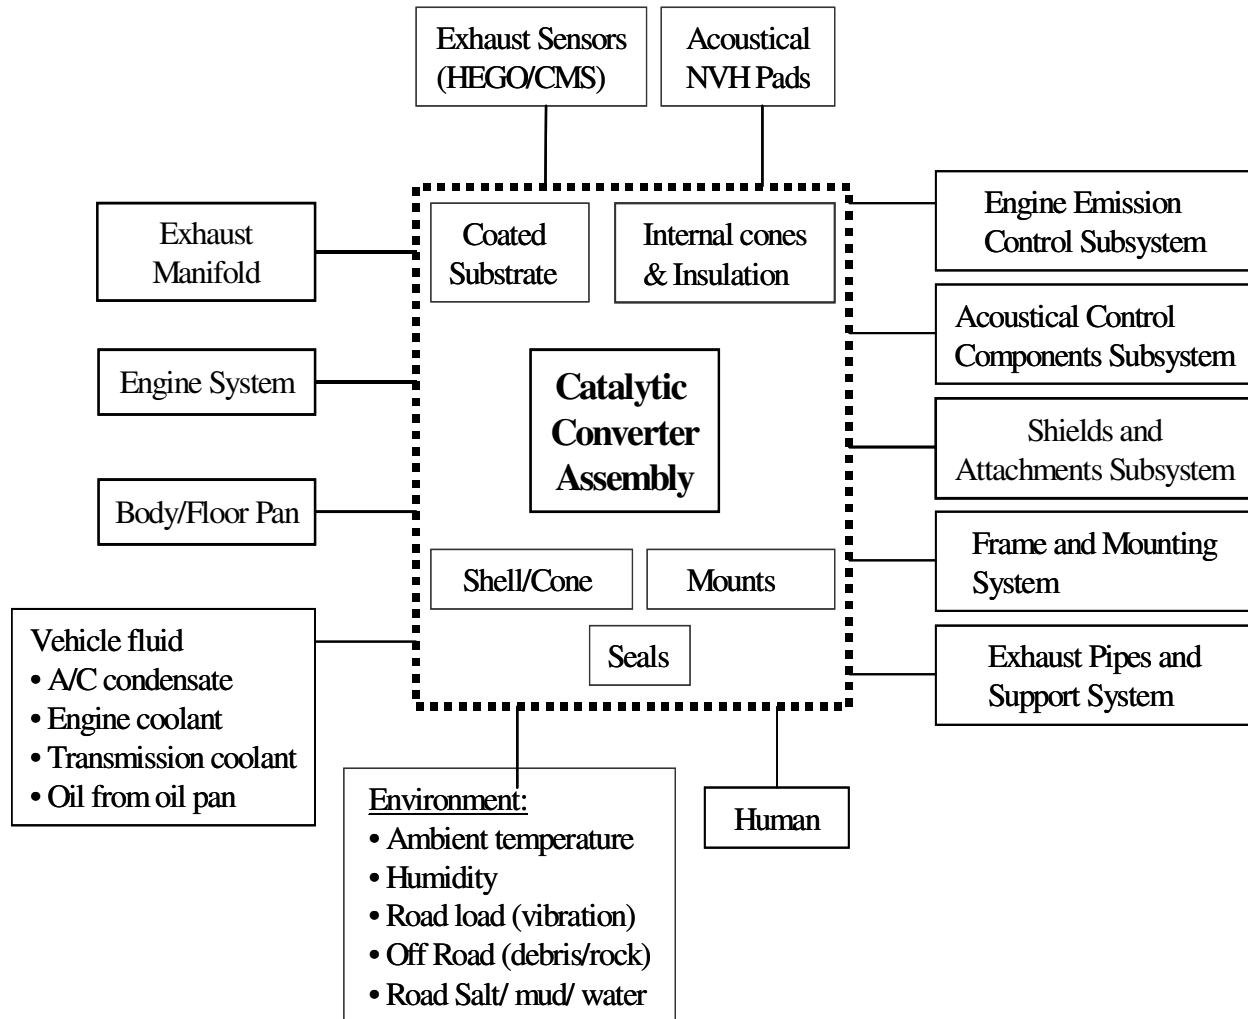 Exhaust Sensors
(HEGO/CMS)
Acoustical
NVH Pads
Exhaust
Manifold
Engine System
Body/Floor Pan
Vehicle fluid
• A/C condensate
• Engine coolant
• Transmission coolant
• Oil from oil pan
Coated
Substrate
Internal cones
& Insulation
Catalytic
Converter
Assembly
Shell/Cone
Mounts
Seals
Engine Emission
Control Subsystem
Acoustical Control
Components Subsystem
Shields and
Attachments Subsystem
Frame and Mounting
System
Exhaust Pipes and
Support System
Environment:
• Ambient temperature
• Humidity
• Road load (vibration)
• Off Road (debris/rock)
• Road Salt/ mud/ water
Human